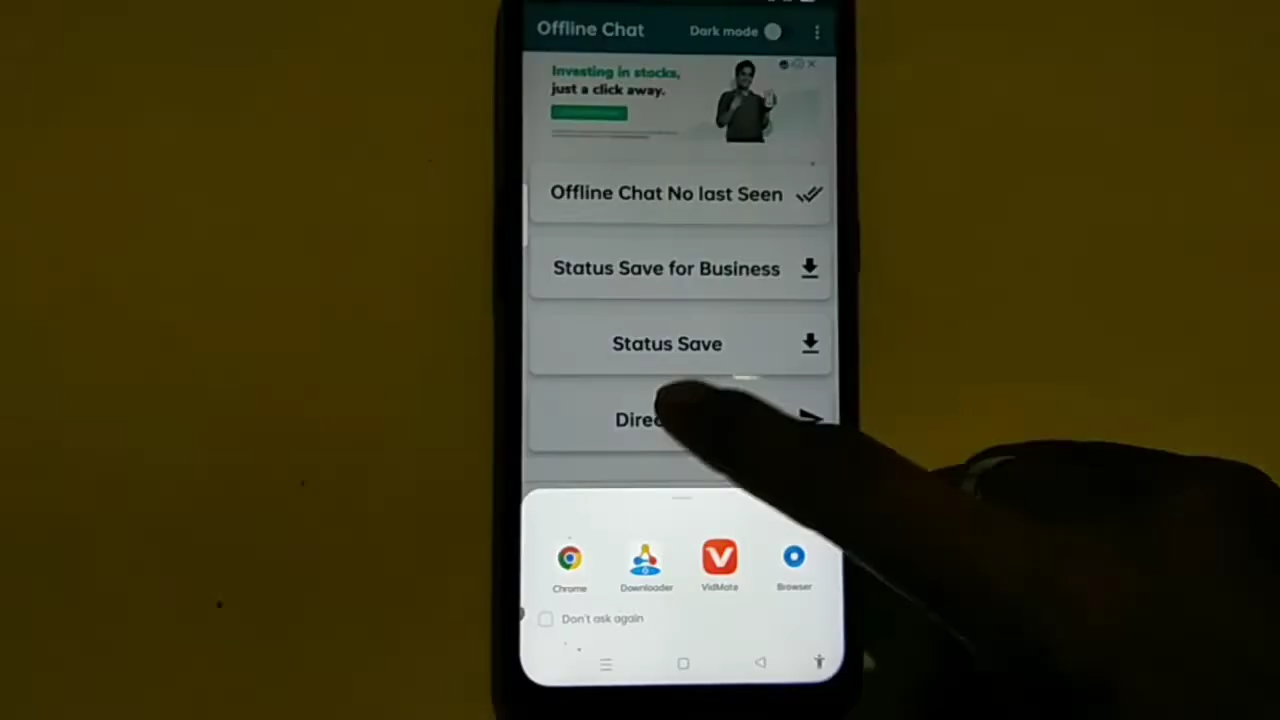 Offline Chat
Dark mode
Investing in stocks,
just a click away.
Offline Chat No last Seen
Status Save for Business
Status Save
Chrome
Downloader
VidMate
Browser
Don't ask again